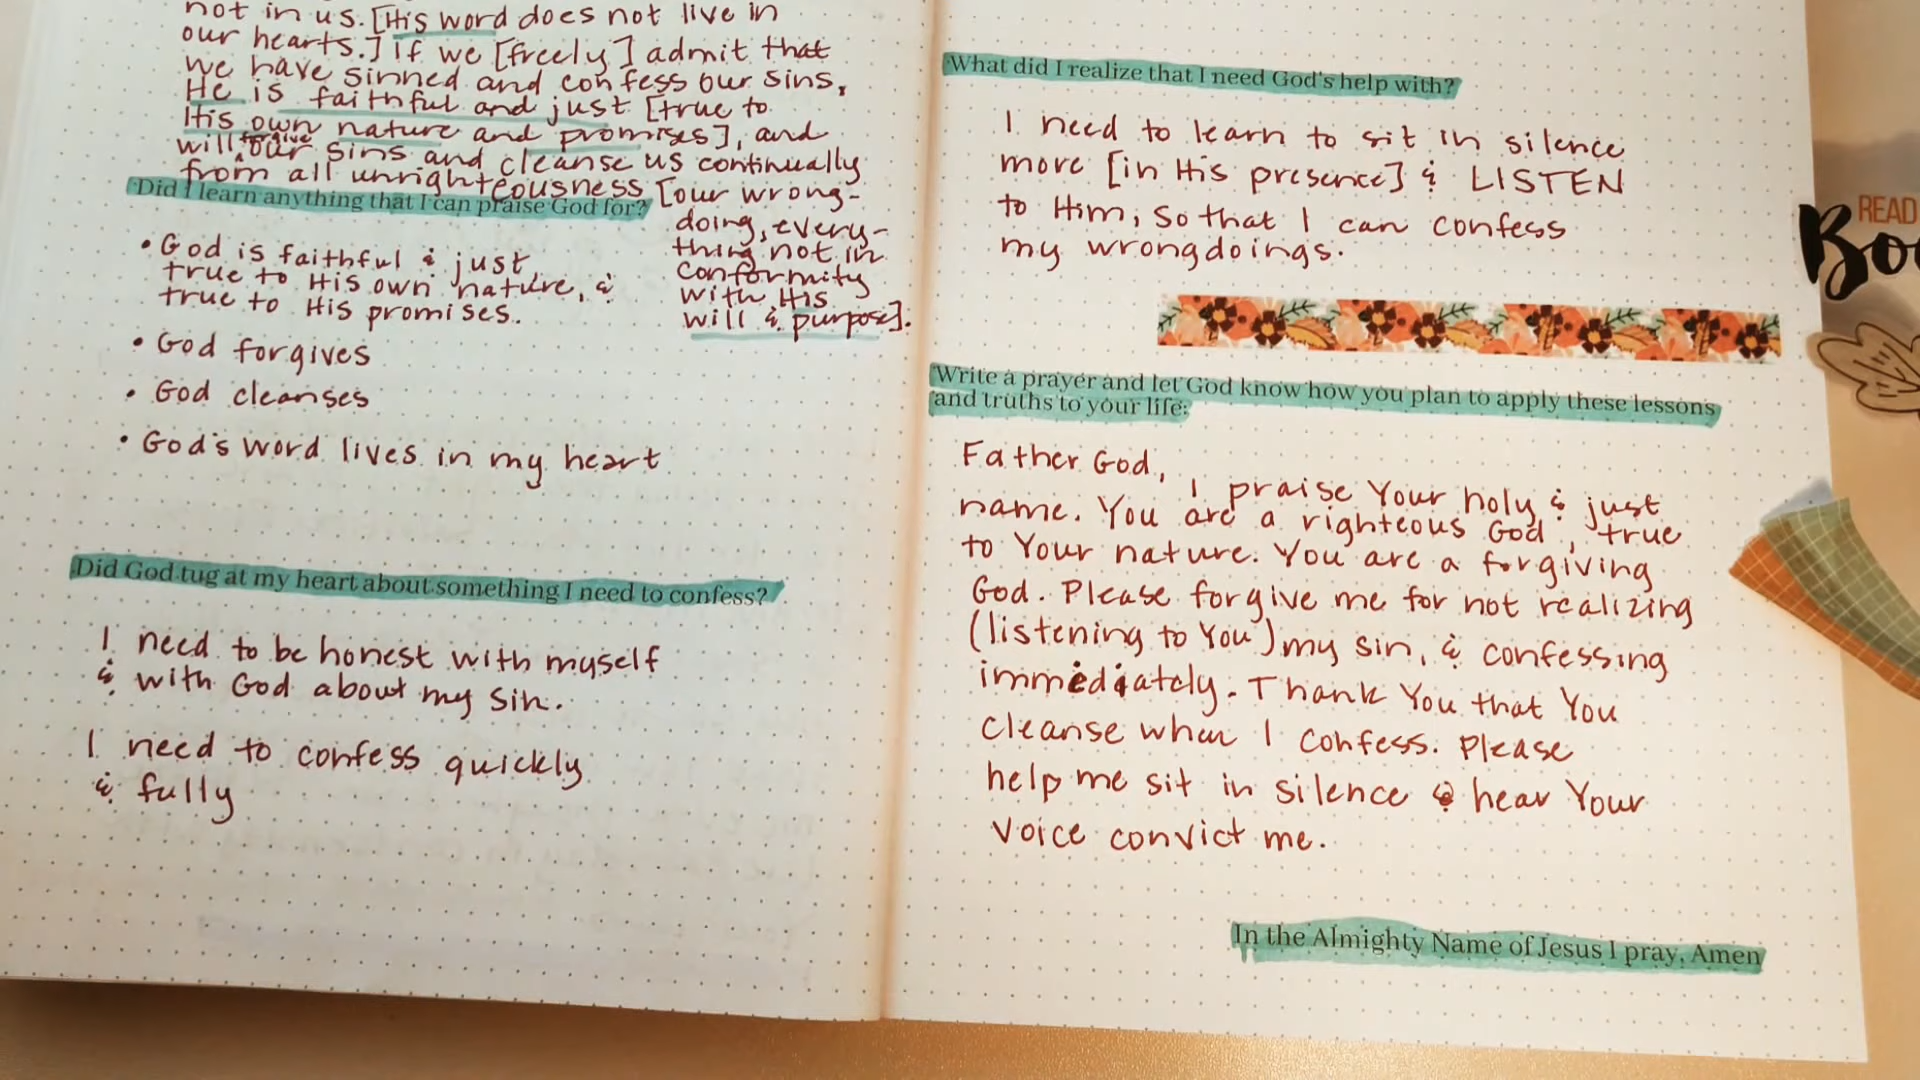 not in us. [His word does not live in
our hearts.] If we [freely] admit that
we have sinned and confess our sins,
He is faithful and just [true to
His own nature and promises], and
will forgive our sins and cleanse us continually
from all unrighteousness [our wrong-
doing, every-
thing not in
conformity
with His
will & purpose].
Did I learn anything that I can praise God for?
• God is faithful & just,
true to His own nature, &
true to His promises.
• God forgives
• God cleanses
• God's word lives in my heart
Did God tug at my heart about something I need to confess?
I need to be honest with myself
& with God about my sin.
I need to confess quickly
& fully
What did I realize that I need God's help with?
I need to learn to sit in silence
more [in His presence] & LISTEN
to Him, so that I can confess
my wrongdoings.
Write a prayer and let God know how you plan to apply these lessons
and truths to your life:
Father God,
I praise Your holy & just
name. You are a righteous God, true
to Your nature. You are a forgiving
God. Please forgive me for not realizing
(listening to You) my sin, & confessing
immediately. Thank You that You
cleanse when I confess. Please
help me sit in silence & hear Your
voice convict me.
In the Almighty Name of Jesus I pray, Amen
READ